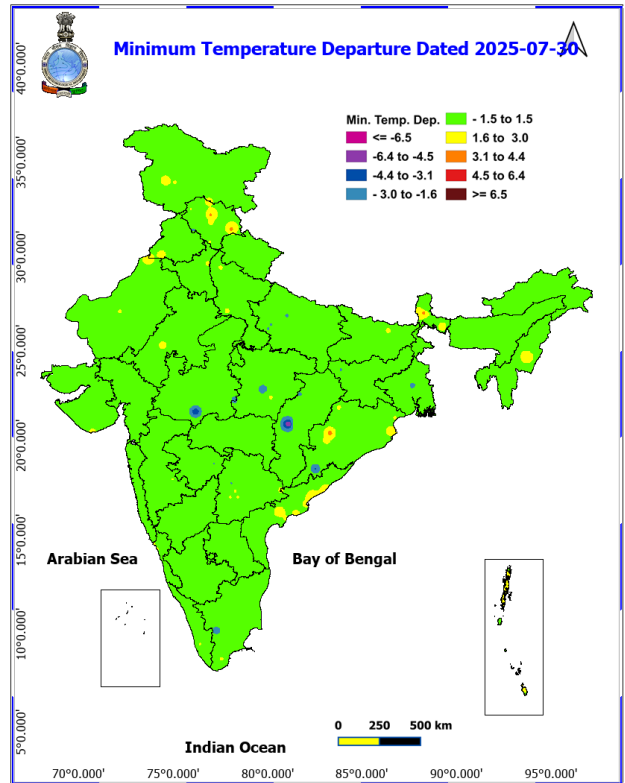 Minimum Temperature Departure Dated 2025-07-30
Min. Temp. Dep.
<= -6.5
-6.4 to -4.5
-4.4 to -3.1
- 3.0 to -1.6
- 1.5 to 1.5
1.6 to 3.0
3.1 to 4.4
4.5 to 6.4
>= 6.5
40°0.000'
35°0.000'
30°0.000'
25°0.000'
20°0.000'
15°0.000'
10°0.000'
5°0.000'
Arabian Sea
Bay of Bengal
Indian Ocean
0 250 500 km
70°0.000' 75°0.000' 80°0.000' 85°0.000' 90°0.000' 95°0.000'